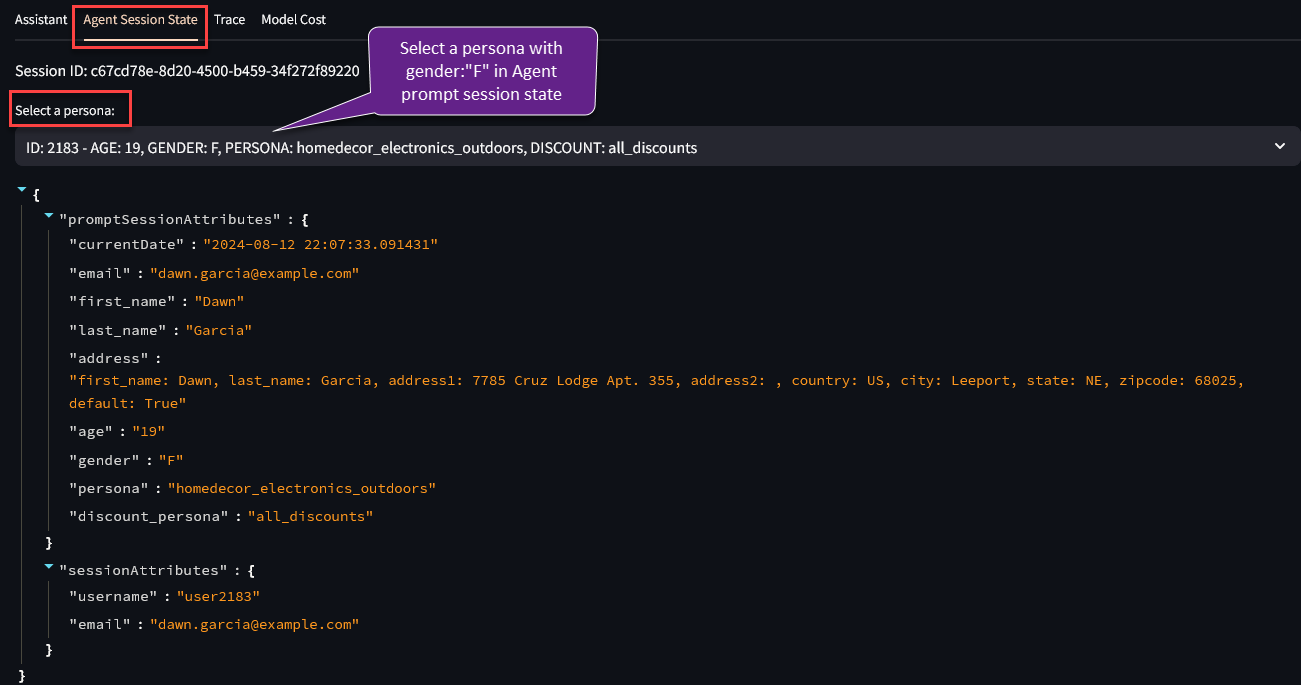 Assistant Agent Session State Trace Model Cost
Select a persona with
gender:"F" in Agent
prompt session state
Session ID: c67cd78e-8d20-4500-b459-34f272f89220
Select a persona:
ID: 2183 - AGE: 19, GENDER: F, PERSONA: homedecor_electronics_outdoors, DISCOUNT: all_discounts
{
"promptSessionAttributes" : {
"currentDate" : "2024-08-12 22:07:33.091431"
"email" : "dawn.garcia@example.com"
"first_name" : "Dawn"
"last_name" : "Garcia"
"address" :
"first_name: Dawn, last_name: Garcia, address1: 7785 Cruz Lodge Apt. 355, address2: , country: US, city: Leeport, state: NE, zipcode: 68025,
default: True"
"age" : "19"
"gender" : "F"
"persona" : "homedecor_electronics_outdoors"
"discount_persona" : "all_discounts"
}
"sessionAttributes" : {
"username" : "user2183"
"email" : "dawn.garcia@example.com"
}
}